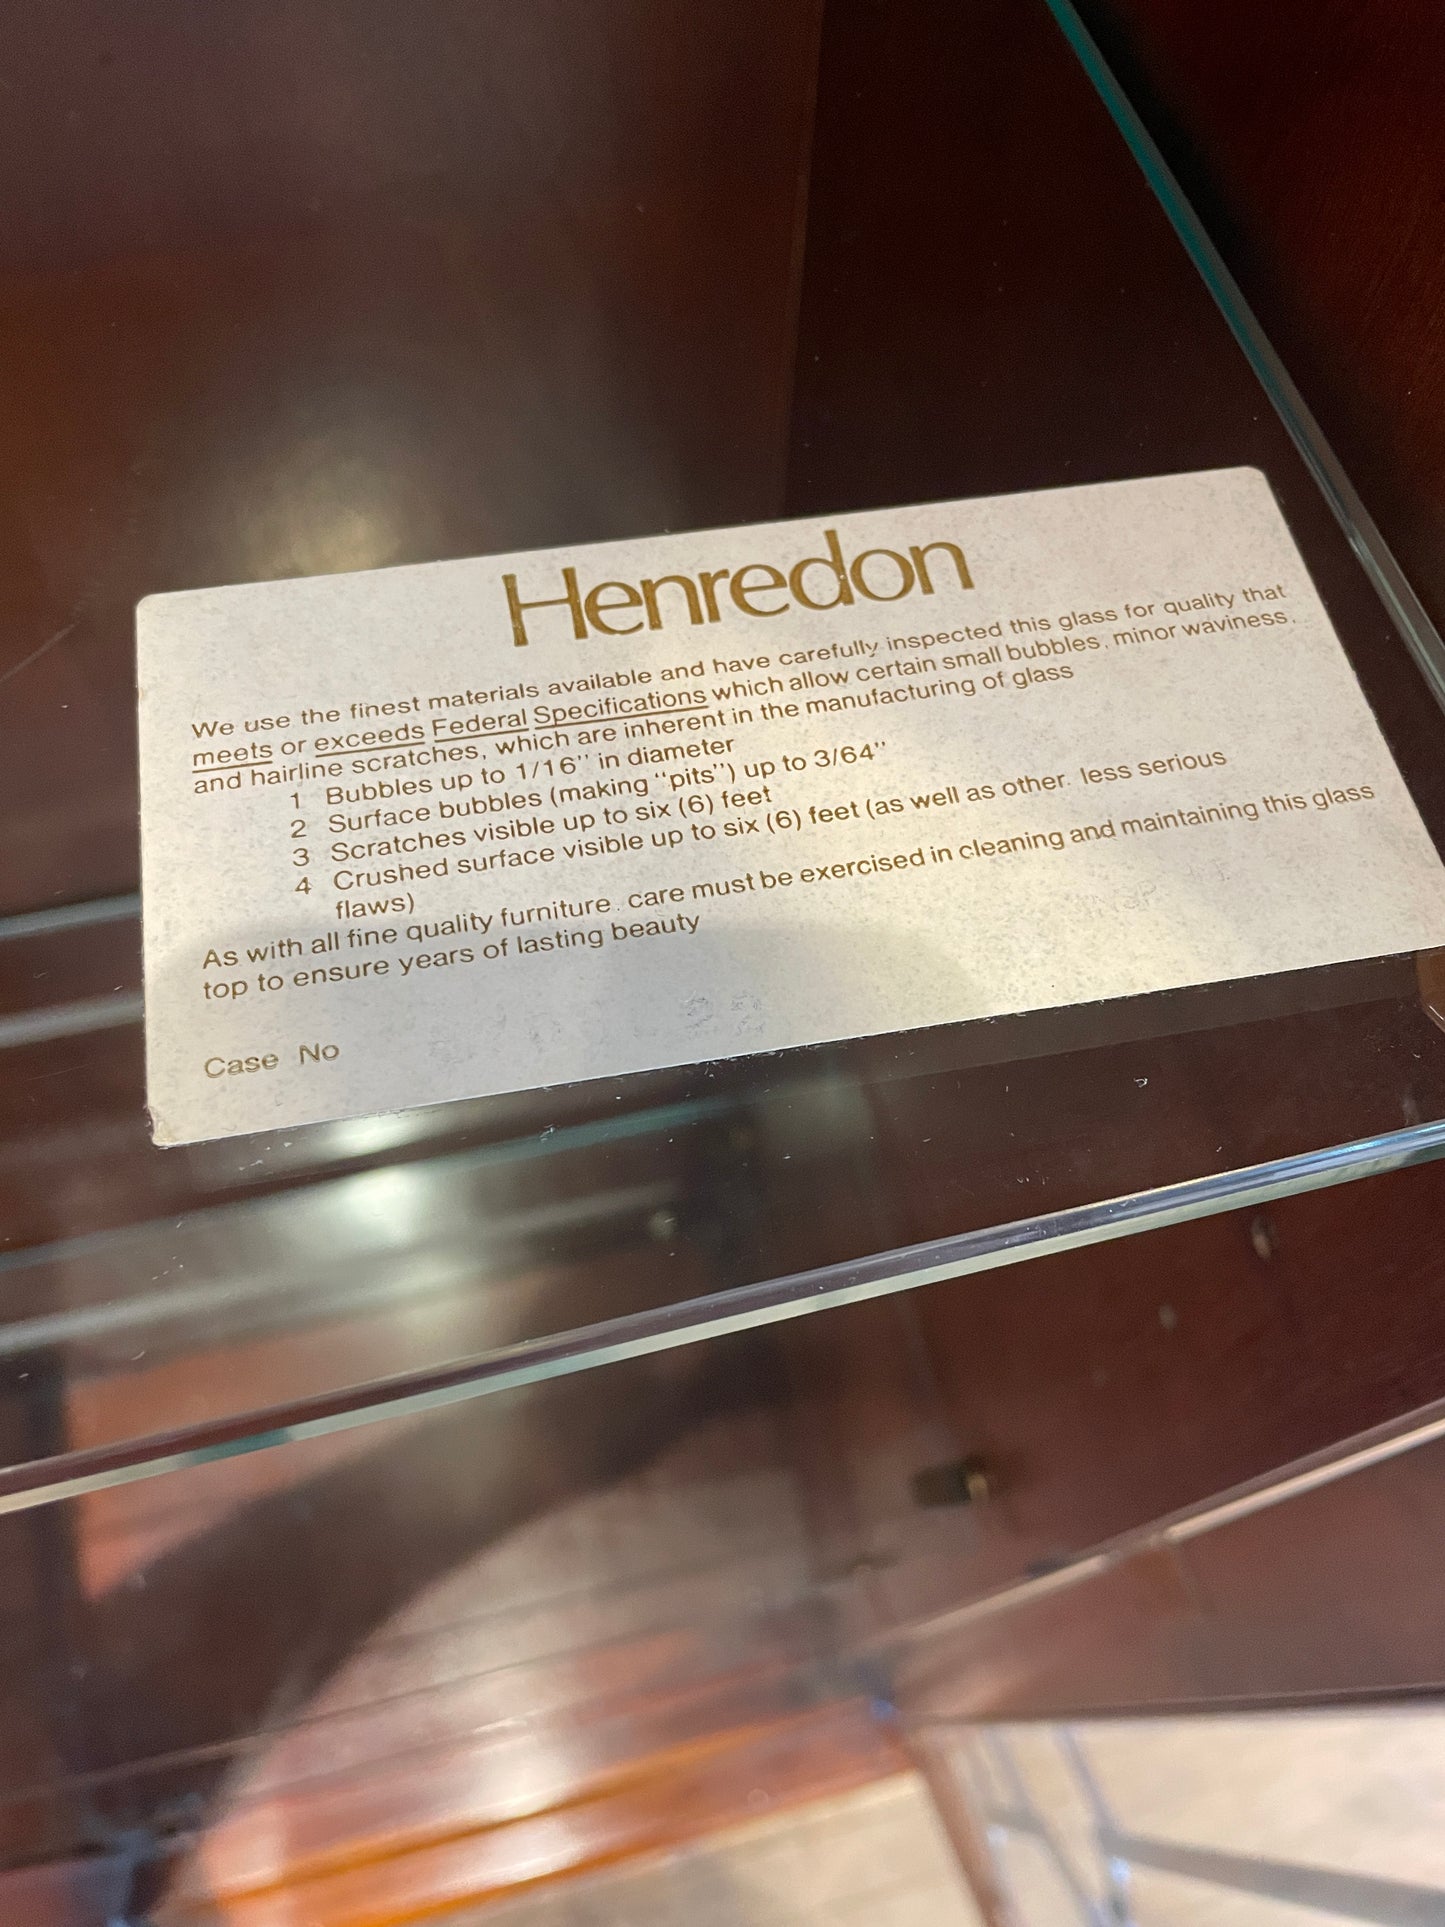 Henredon
We use the finest materials available and have carefully inspected this glass for quality that
meets or exceeds Federal Specifications which allow certain small bubbles, minor waviness,
and hairline scratches, which are inherent in the manufacturing of glass
1 Bubbles up to 1/16'' in diameter
2 Surface bubbles (making "pits") up to 3/64''
3 Scratches visible up to six (6) feet
4 Crushed surface visible up to six (6) feet (as well as other. less serious
flaws)
As with all fine quality furniture. care must be exercised in cleaning and maintaining this glass
top to ensure years of lasting beauty
Case No